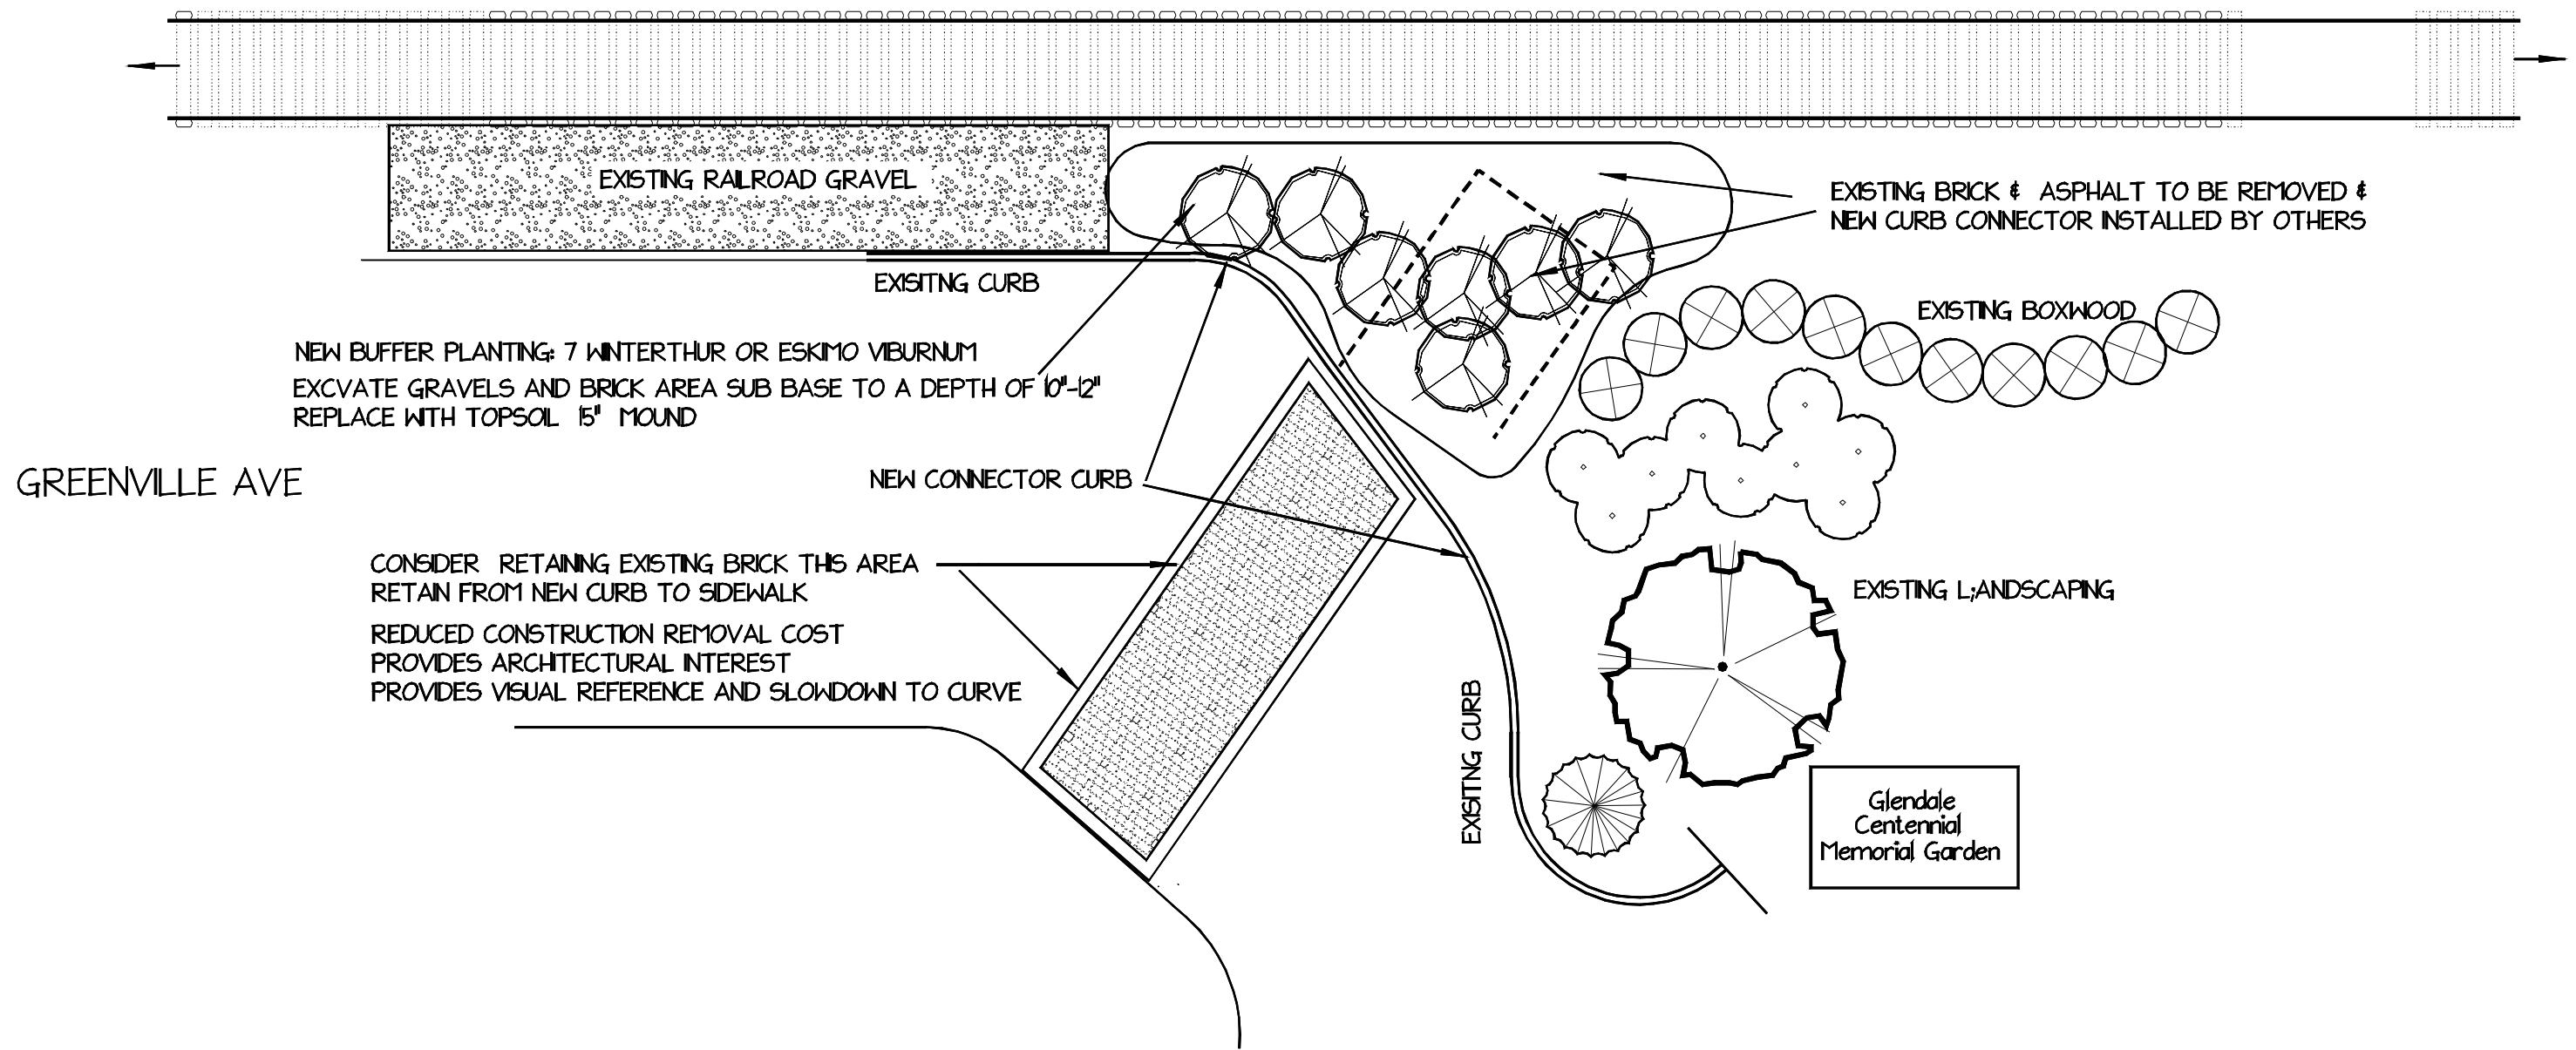 EXISTING RAILROAD GRAVEL
EXISTING BRICK & ASPHALT TO BE REMOVED &
NEW CURB CONNECTOR INSTALLED BY OTHERS
EXISITNG CURB
EXISTING BOXWOOD
NEW BUFFER PLANTING: 7 WINTERTHUR OR ESKIMO VIBURNUM
EXCVATE GRAVELS AND BRICK AREA SUB BASE TO A DEPTH OF 10"-12"
REPLACE WITH TOPSOIL 15" MOUND
GREENVILLE AVE
NEW CONNECTOR CURB
CONSIDER RETAINING EXISTING BRICK THIS AREA
RETAIN FROM NEW CURB TO SIDEWALK
REDUCED CONSTRUCTION REMOVAL COST
PROVIDES ARCHITECTURAL INTEREST
PROVIDES VISUAL REFERENCE AND SLOWDOWN TO CURVE
EXISTING L;ANDSCAPING
EXISITNG CURB
Glendale
Centennial
Memorial Garden